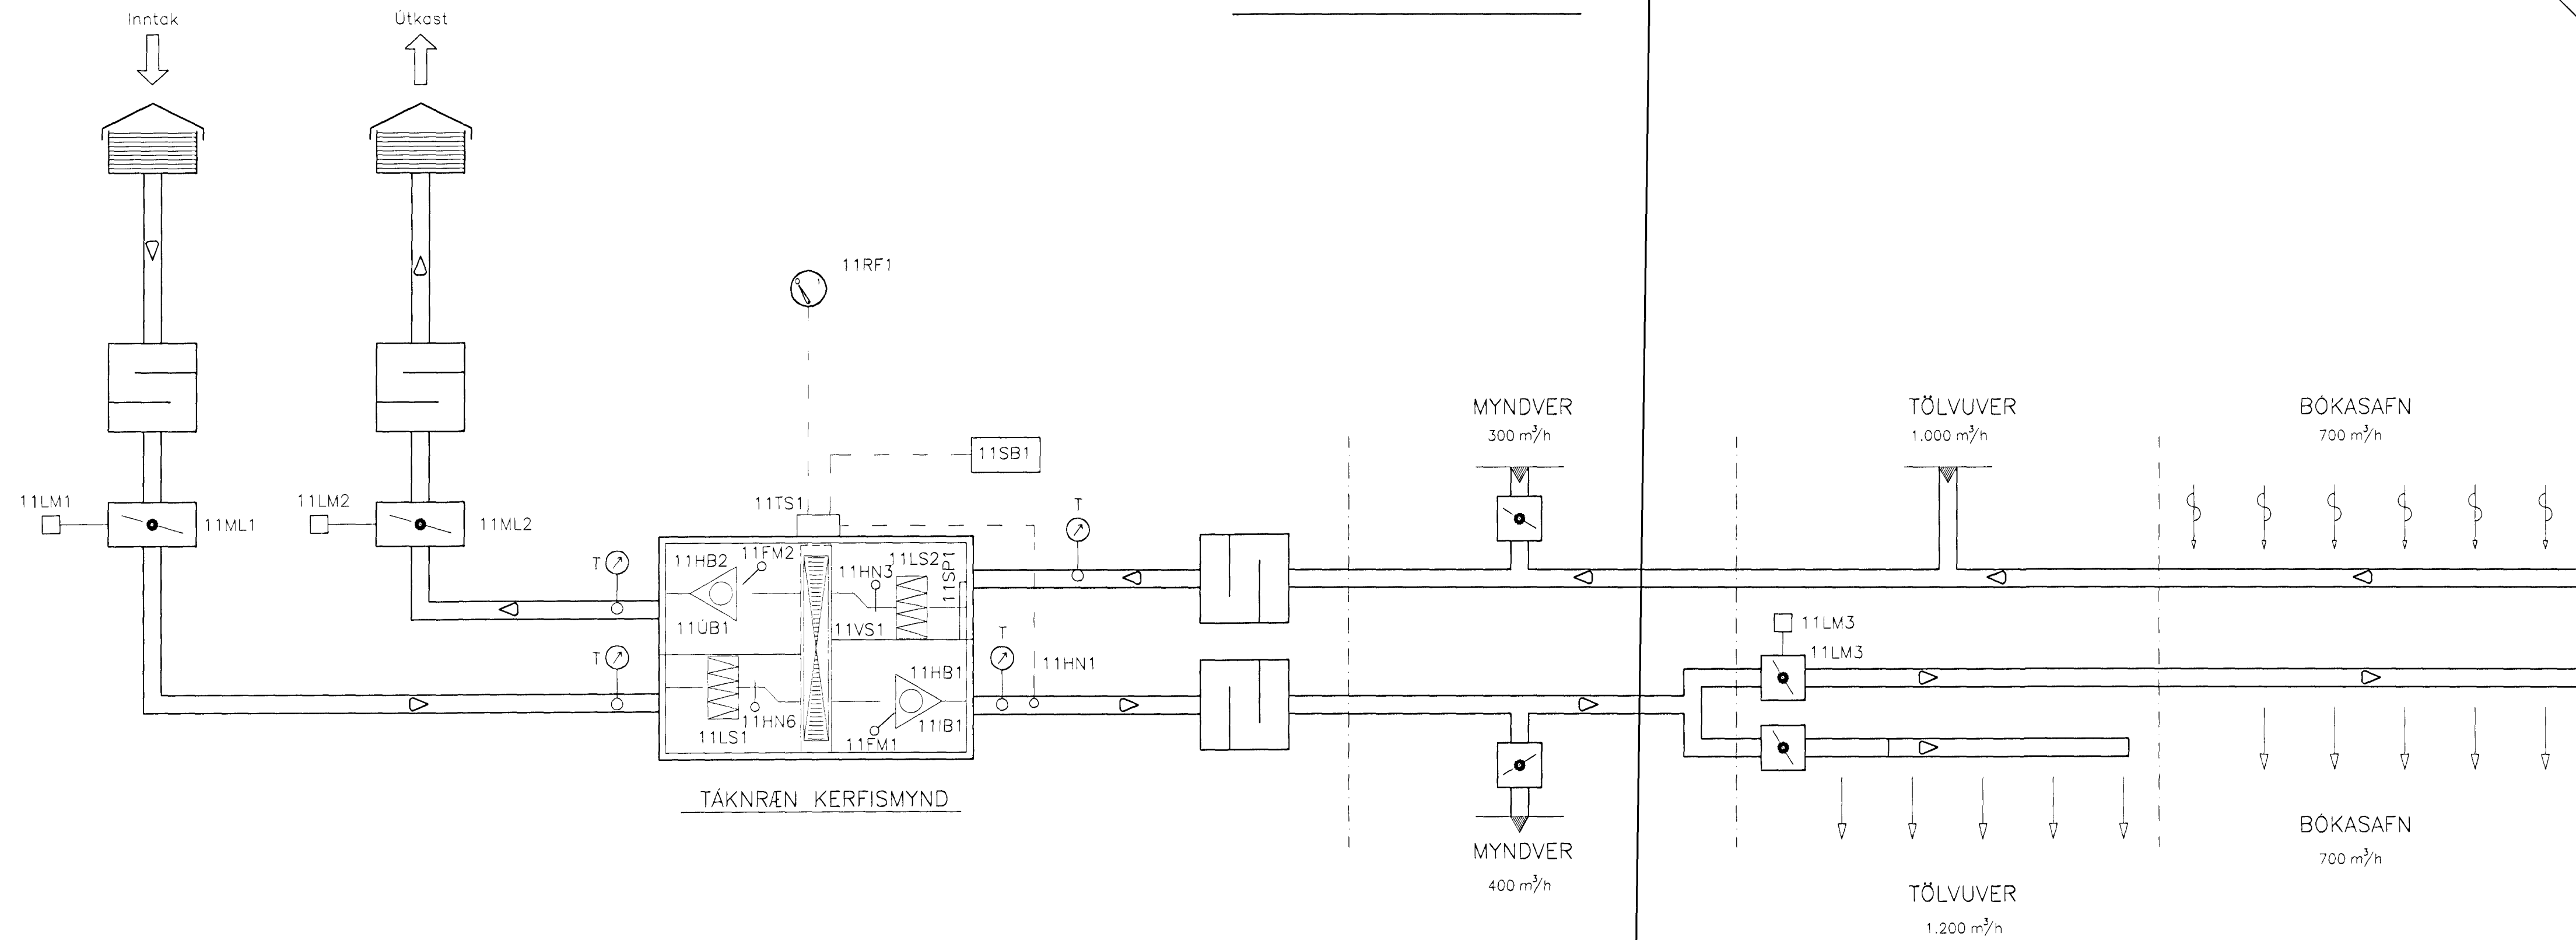 Inntak
Útkast
11RF1
MYNDVER
300 m³/h
TÖLVUVER
1.000 m³/h
BÓKASAFN
700 m³/h
11SB1
11LM1
11ML1
11LM2
11ML2
11TS1
T
T
11HB2
11FM2
11HN3
11LS2
11SP1
11ÚB1
11VS1
11LM3
11LM3
T
T
11HN1
11HB1
11HN6
11LS1
11FM1
11IB1
TÁKNRÆN KERFISMYND
MYNDVER
400 m³/h
BÓKASAFN
700 m³/h
TÖLVUVER
1.200 m³/h